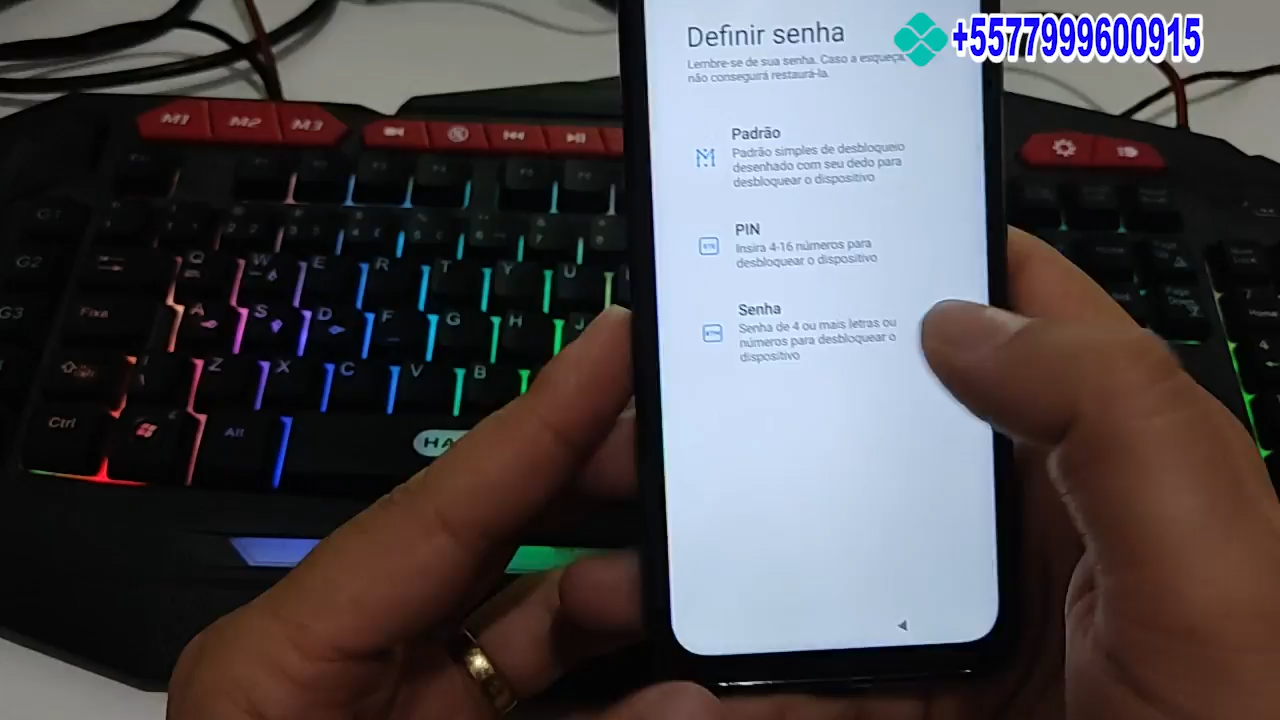 Definir senha
+5577999600915
Lembre-se de sua senha. Caso a esqueça,
não conseguirá restaurá-la.
Padrão
Padrão simples de desbloqueio
desenhado com seu dedo para
desbloquear o dispositivo
PIN
Insira 4-16 números para
desbloquear o dispositivo
Senha
Senha de 4 ou mais letras ou
números para desbloquear o
dispositivo
M1 M2 M3
G1
G2 Q W E R T Y U
G3 Fixa A S D F G H J
Z X C V B
Ctrl Alt
Home